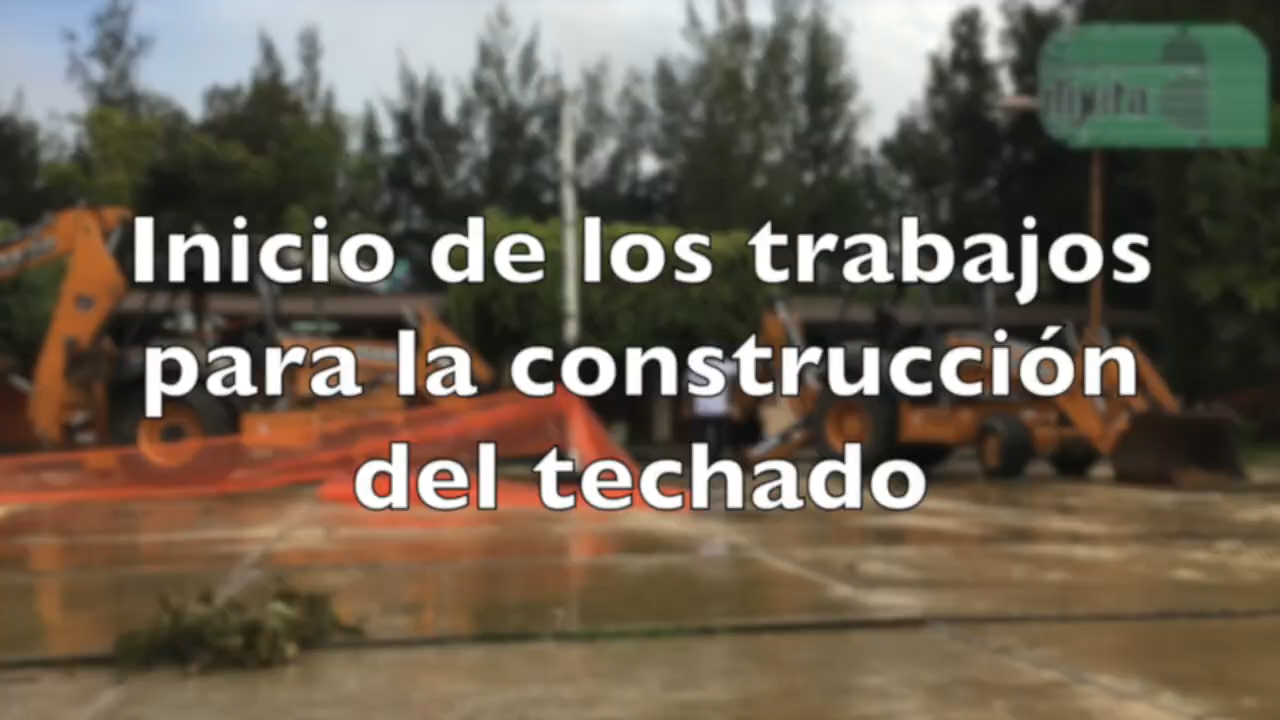 Inicio de los trabajos
para la construcción
del techado